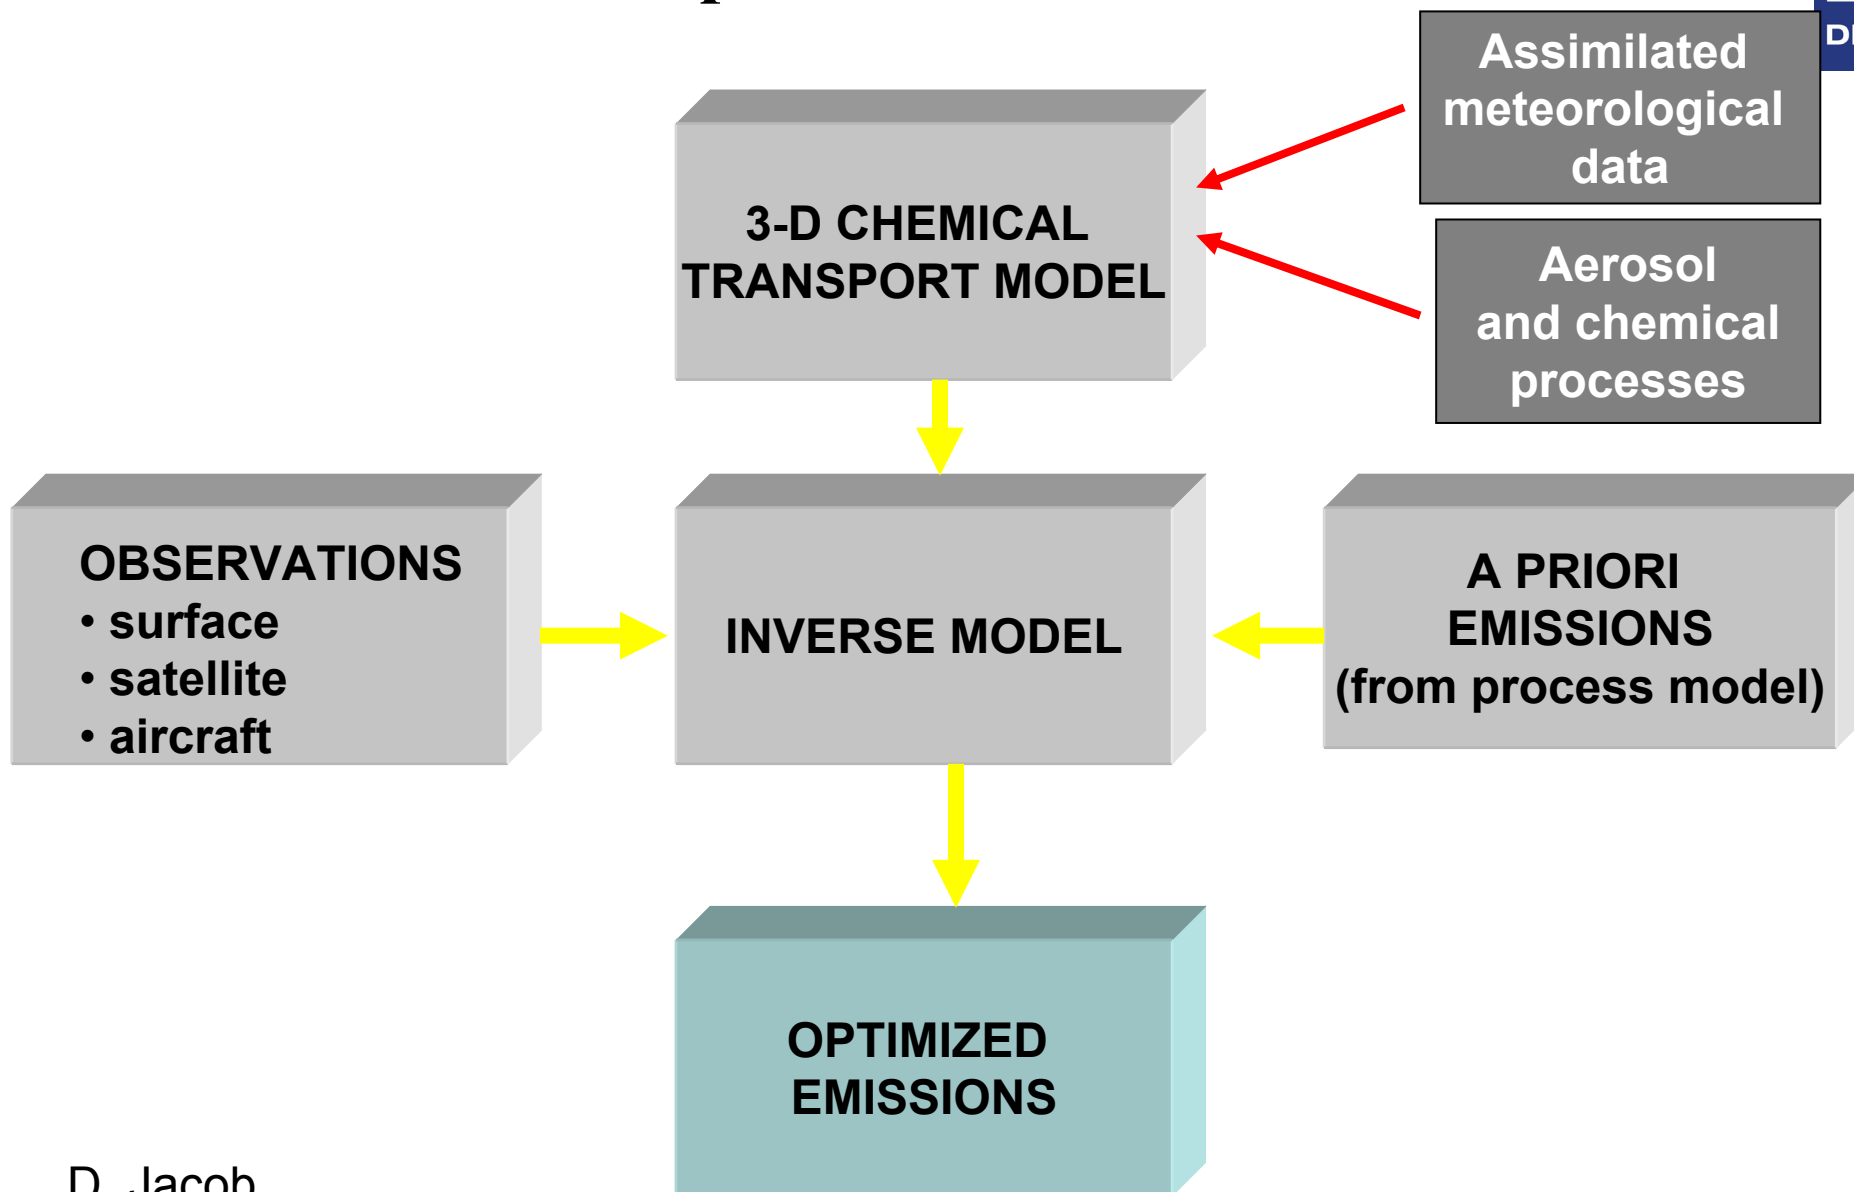 Assimilated
meteorological
data
3-D CHEMICAL
TRANSPORT MODEL
Aerosol
and chemical
processes
OBSERVATIONS
• surface
• satellite
• aircraft
INVERSE MODEL
A PRIORI
EMISSIONS
(from process model)
OPTIMIZED
EMISSIONS
D. Jacob